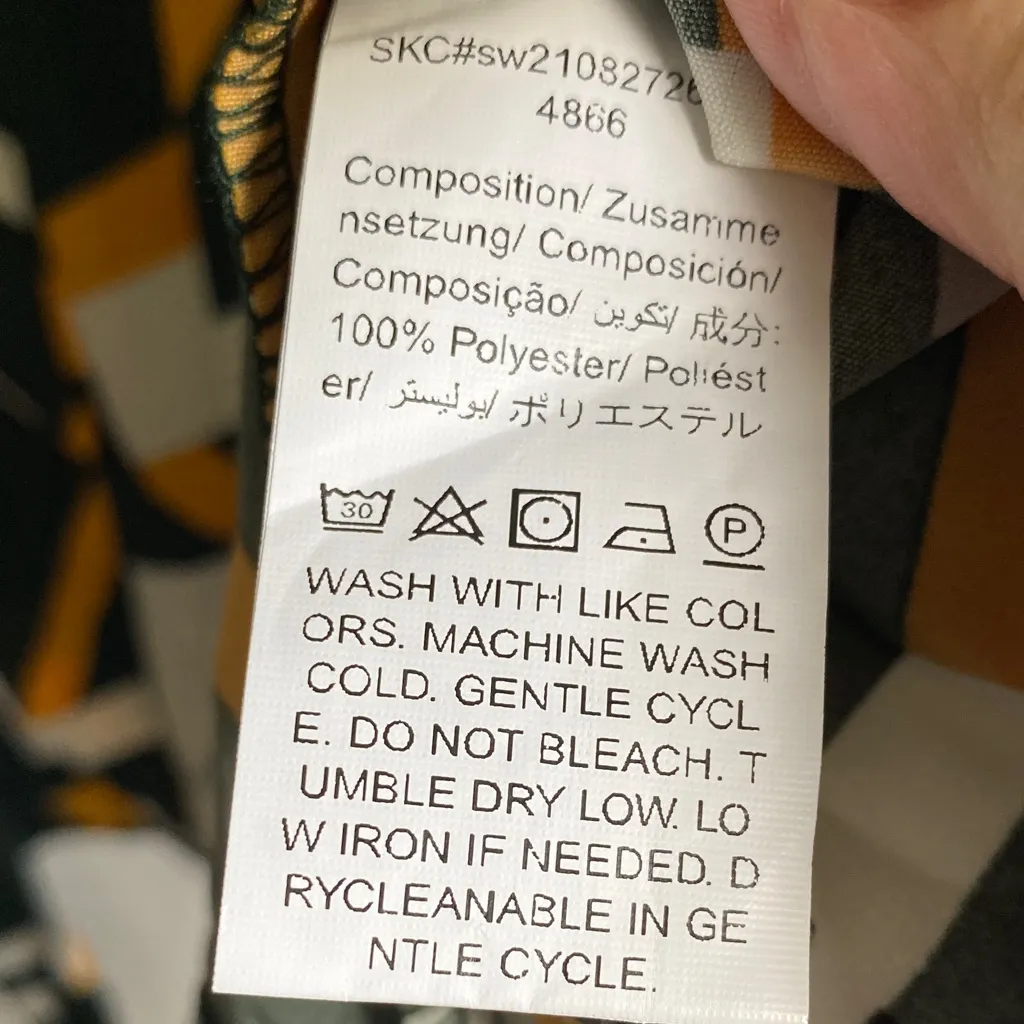 SKC#sw21082726
4866
Composition/ Zusamme
nsetzung/ Composición/
Composição/ تكوين/ 成分:
100% Polyester/ Poliést
er/ بوليستر/ ポリエステル
30
P
WASH WITH LIKE COL
ORS. MACHINE WASH
COLD. GENTLE CYCL
E. DO NOT BLEACH. T
UMBLE DRY LOW. LO
W IRON IF NEEDED. D
RYCLEANABLE IN GE
NTLE CYCLE.